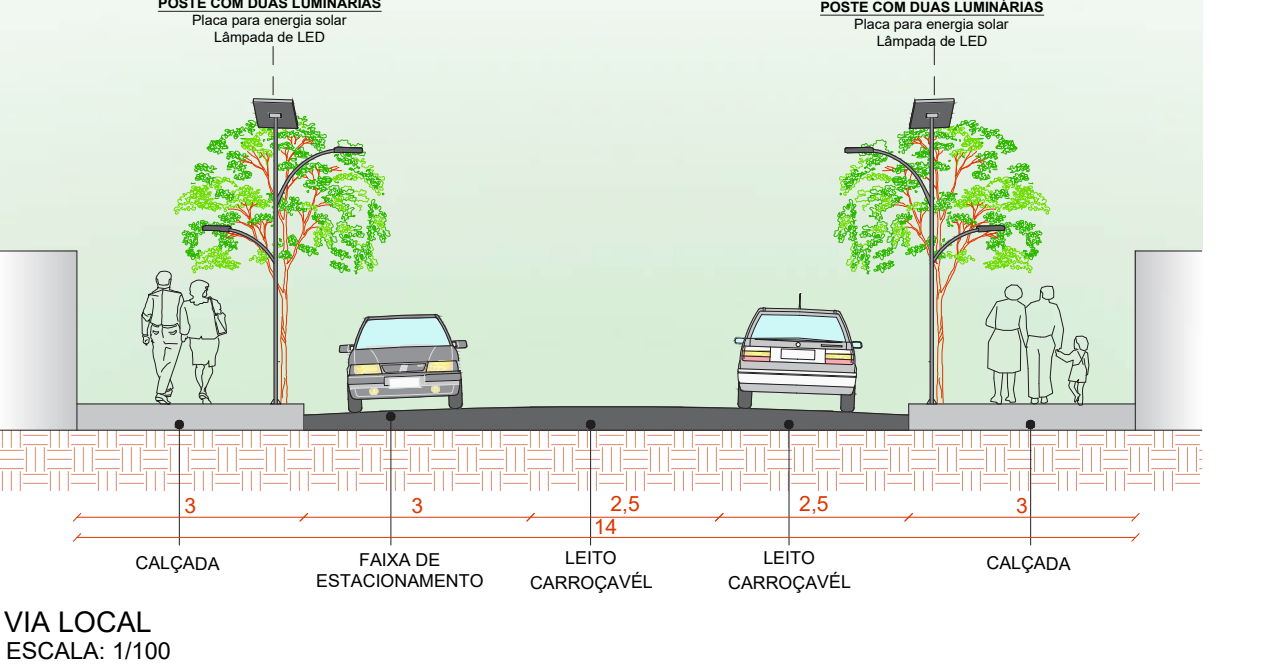 POSTE COM DUAS LUMINÁRIAS
Placa para energia solar
Lâmpada de LED
POSTE COM DUAS LUMINÁRIAS
Placa para energia solar
Lâmpada de LED
3
3
2,5
2,5
3
14
CALÇADA
FAIXA DE
ESTACIONAMENTO
LEITO
CARROÇAVÉL
LEITO
CARROÇAVÉL
CALÇADA
VIA LOCAL
ESCALA: 1/100